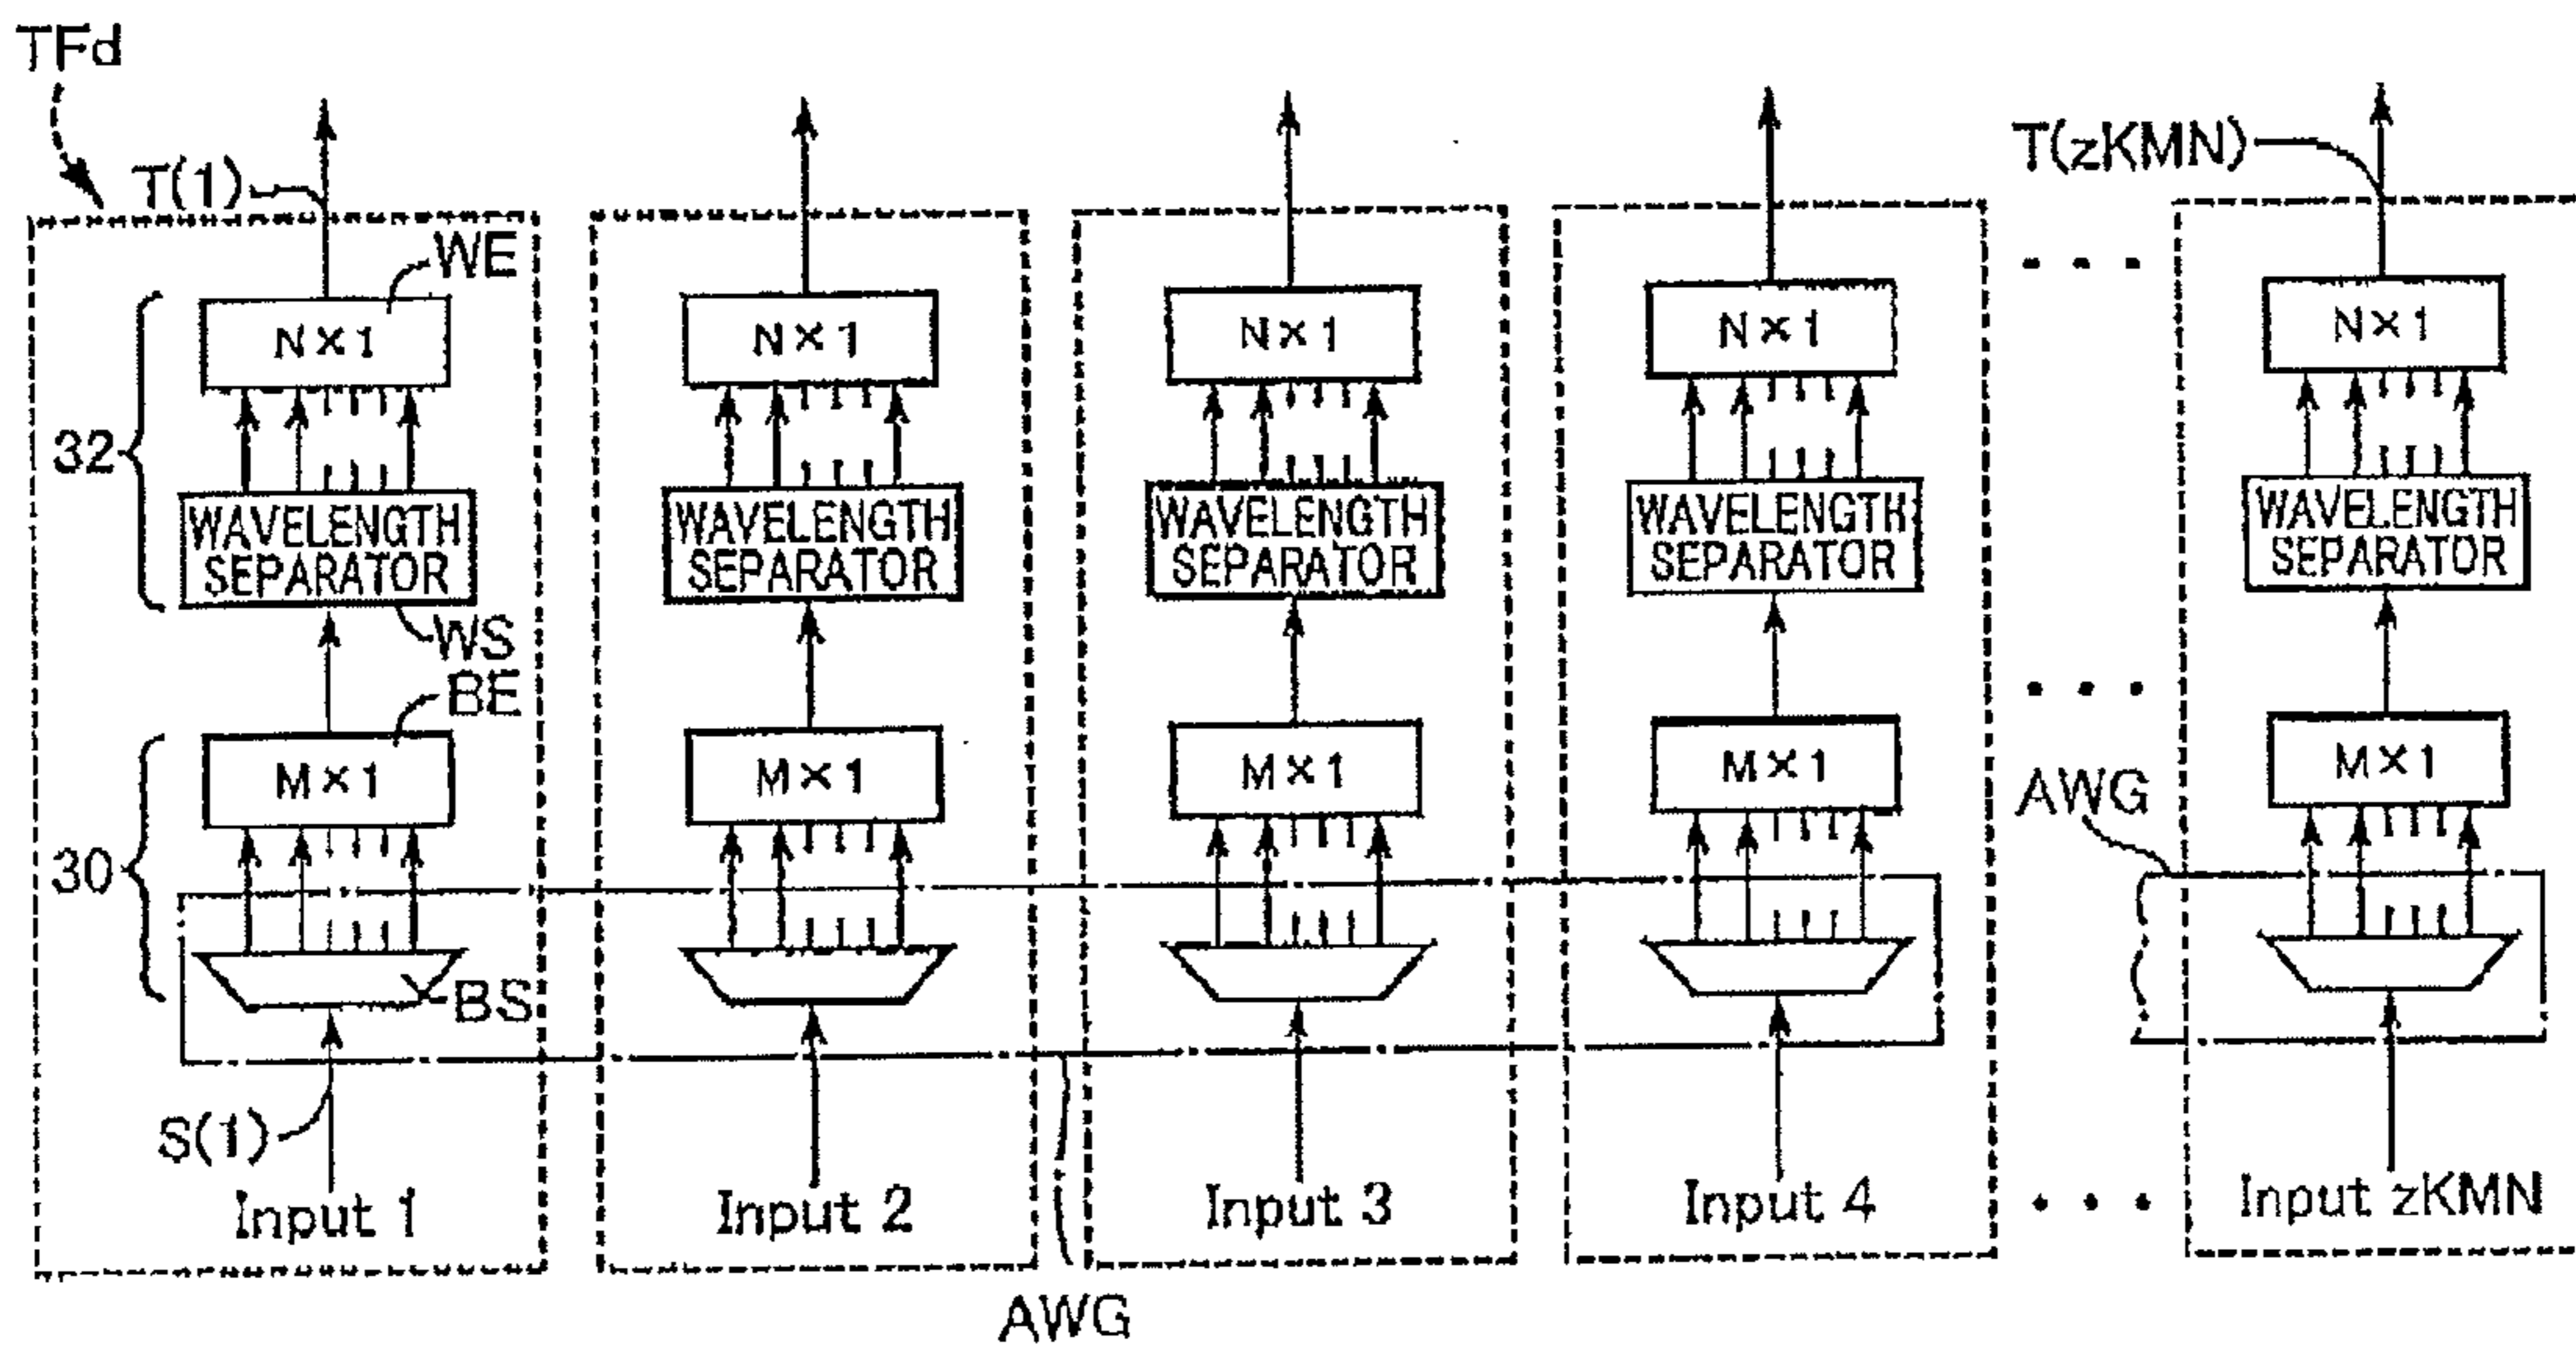 TFd
T(1)
T(zKMN)
WE
N×1
N×1
N×1
N×1
N×1
32
WAVELENGTH
SEPARATOR
WAVELENGTH
SEPARATOR
WAVELENGTH
SEPARATOR
WAVELENGTH
SEPARATOR
WAVELENGTH
SEPARATOR
WS
BE
M×1
M×1
M×1
M×1
M×1
AWG
30
BS
S(1)
Input 1
Input 2
Input 3
Input 4
Input zKMN
AWG